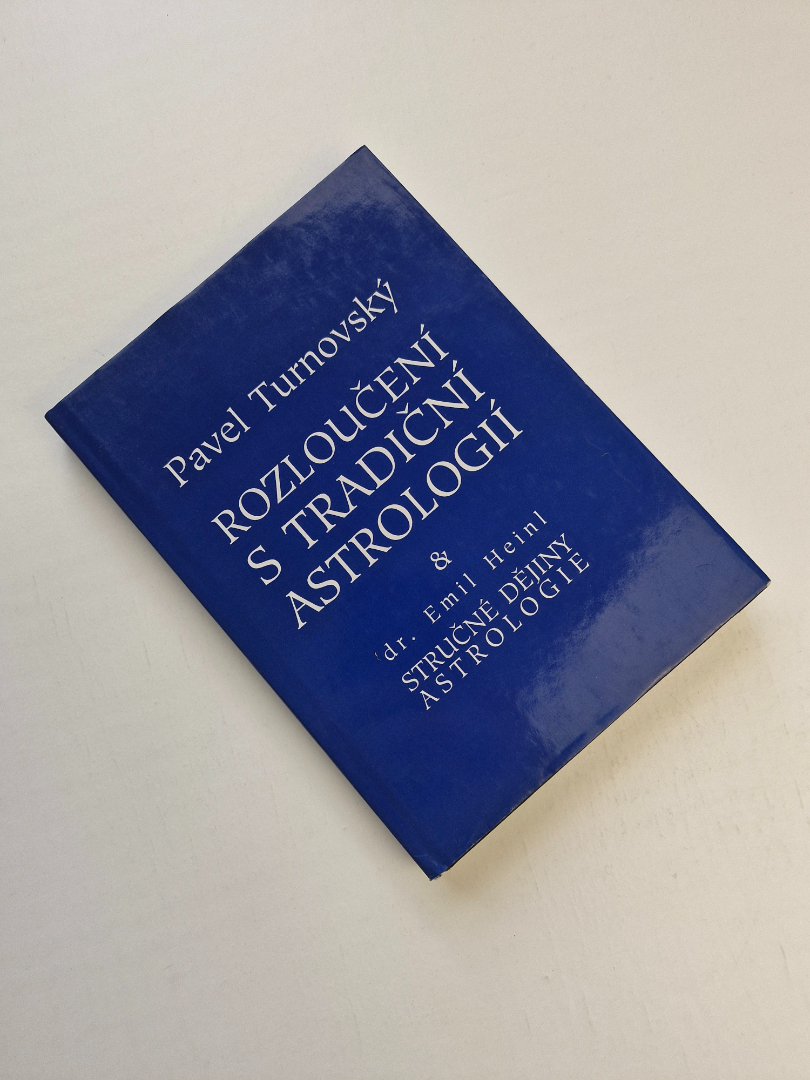 Pavel Turnovský
ROZLOUČENÍ
S TRADIČNÍ
ASTROLOGIÍ
&
dr. Emil Heinl
STRUČNÉ DĚJINY
ASTROLOGIE